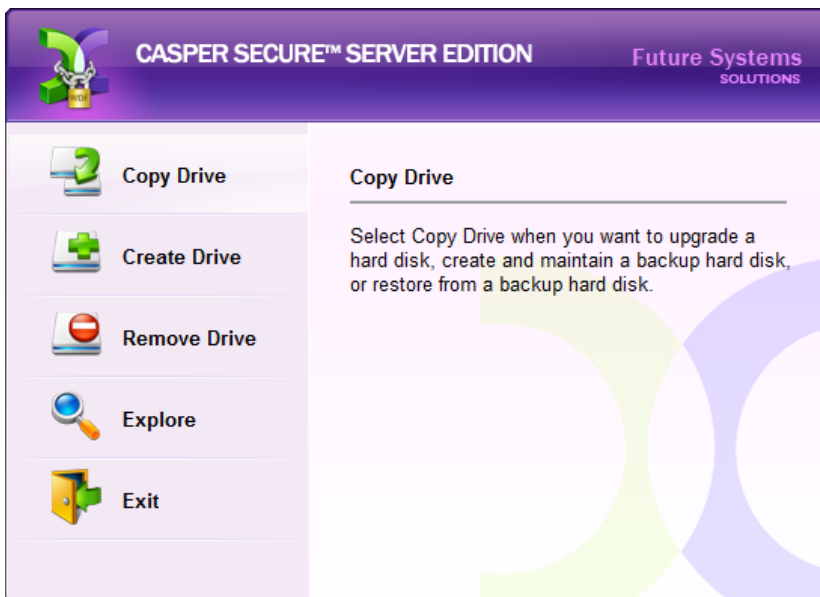 CASPER SECURE™ SERVER EDITION
Future Systems
SOLUTIONS
WDE
Copy Drive
Create Drive
Remove Drive
Explore
Exit
Copy Drive
Select Copy Drive when you want to upgrade a
hard disk, create and maintain a backup hard disk,
or restore from a backup hard disk.